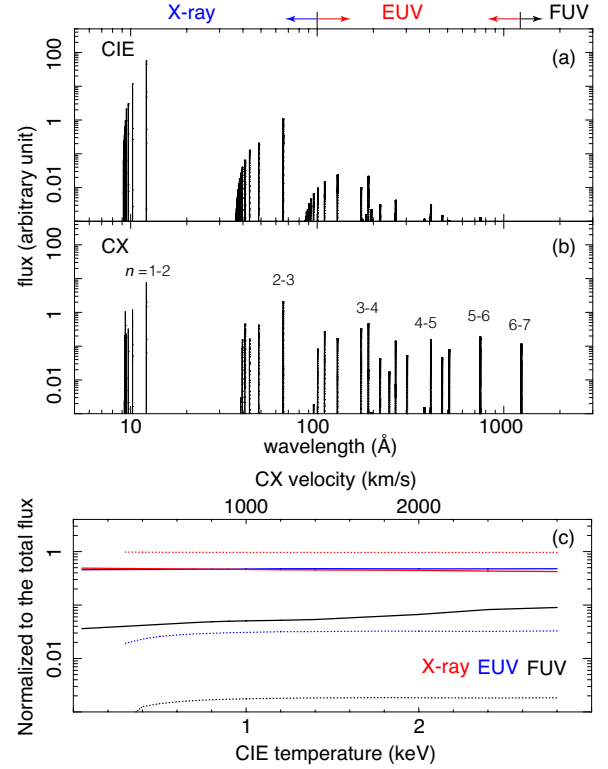 X-ray EUV FUV
CIE (a)
100
1
0.01
CX (b)
n =1-2 2-3 3-4 4-5 5-6 6-7
100
1
0.01
flux (arbitrary unit)
10 100 1000
wavelength (Å)
CX velocity (km/s)
1000 2000
(c)
1
0.01
Normalized to the total flux
X-ray EUV FUV
1 2
CIE temperature (keV)